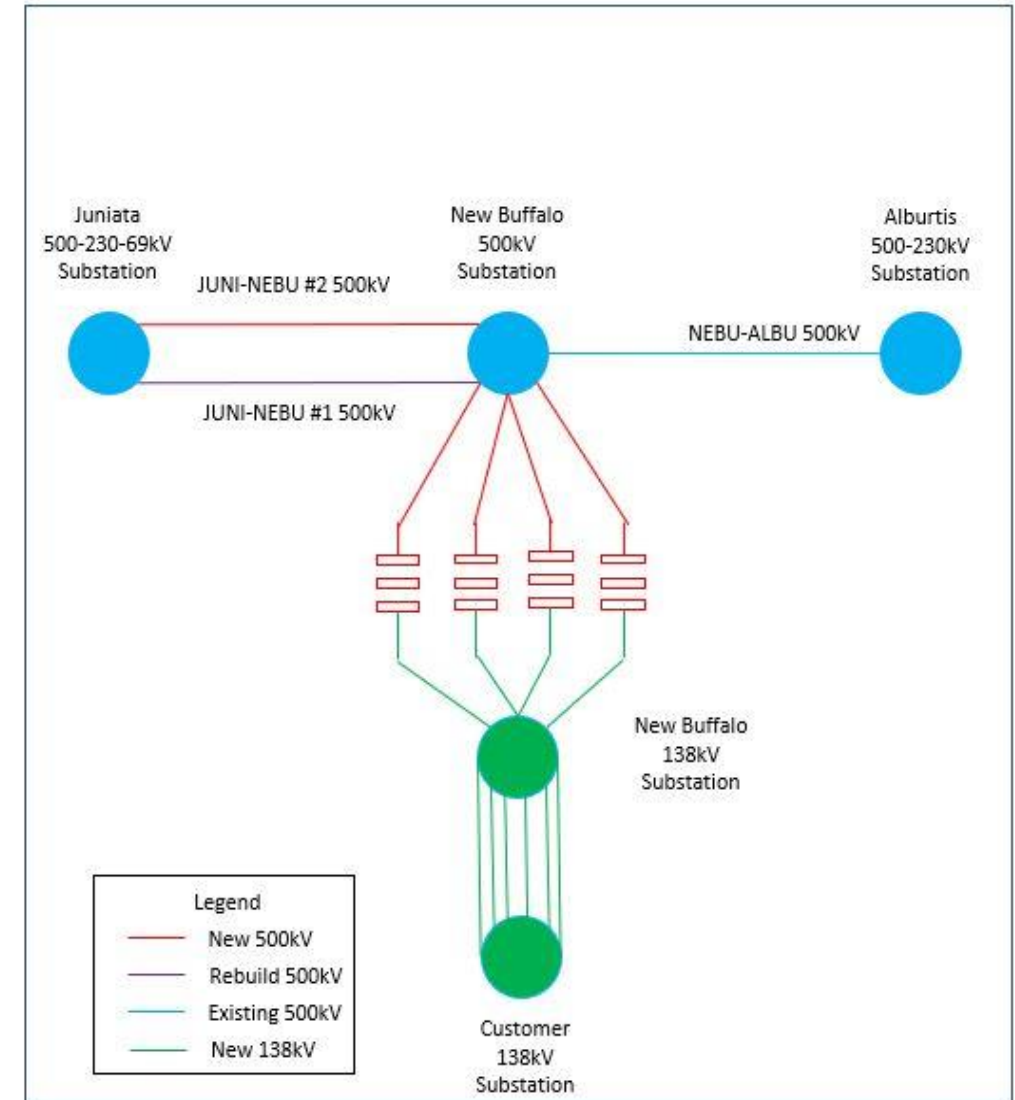 Juniata
500-230-69kV
Substation
New Buffalo
500kV
Substation
Alburtis
500-230kV
Substation
JUNI-NEBU #2 500kV
NEBU-ALBU 500kV
JUNI-NEBU #1 500kV
New Buffalo
138kV
Substation
Legend
New 500kV
Rebuild 500kV
Existing 500kV
New 138kV
Customer
138kV
Substation